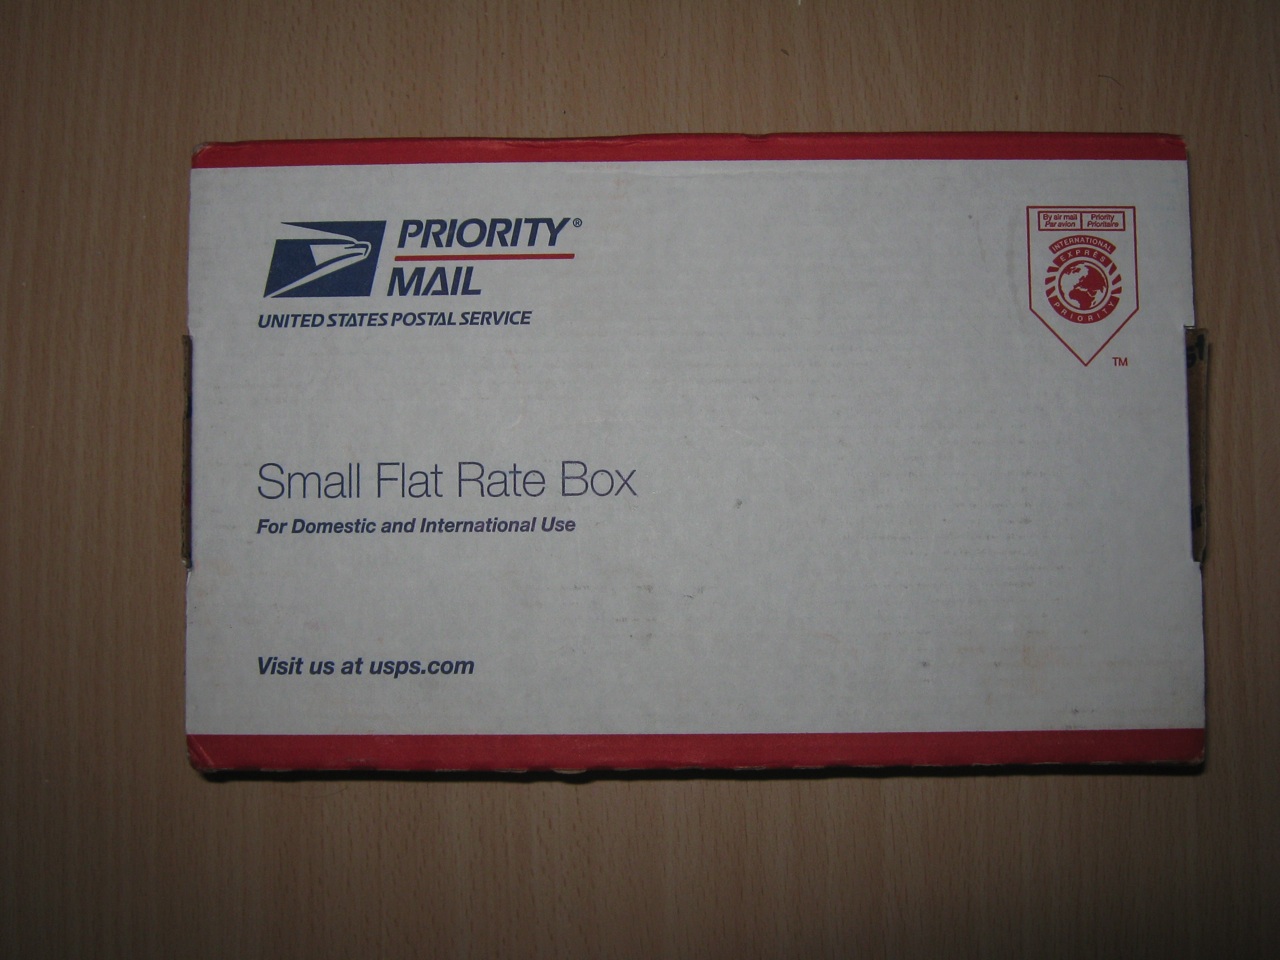 PRIORITY®
MAIL
UNITED STATES POSTAL SERVICE
By air mail
Par avion
Priority
Prioritaire
INTERNATIONAL
EXPRÈS
PRIORITY
TM
Small Flat Rate Box
For Domestic and International Use
Visit us at usps.com